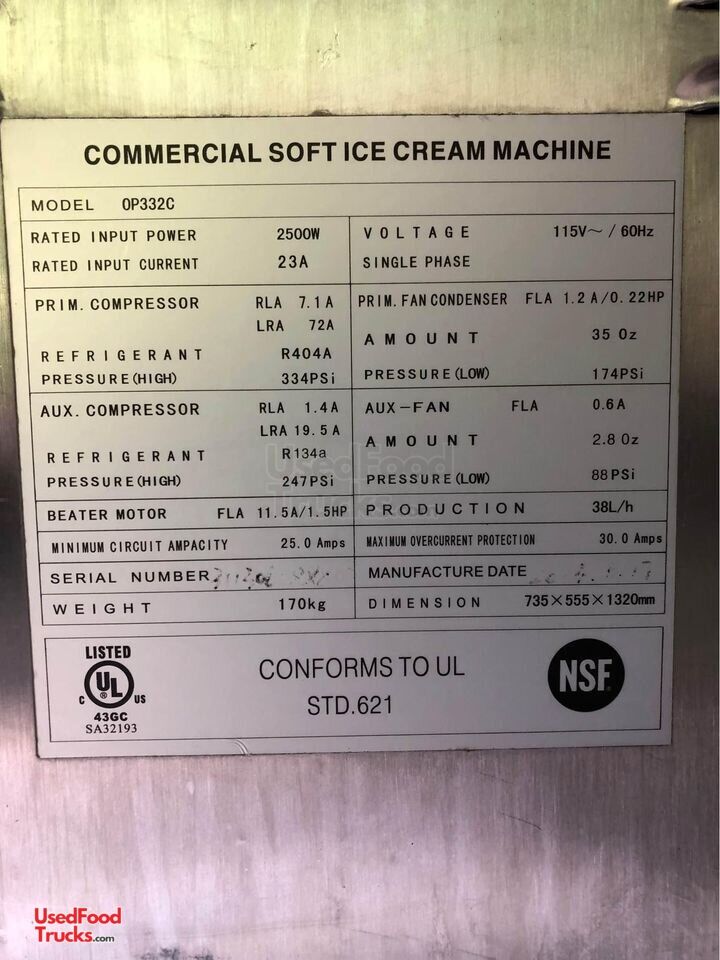 COMMERCIAL SOFT ICE CREAM MACHINE
MODEL OP332C
RATED INPUT POWER 2500W VOLTAGE 115V~ / 60Hz
RATED INPUT CURRENT 23A SINGLE PHASE
PRIM. COMPRESSOR RLA 7.1A PRIM. FAN CONDENSER FLA 1.2A/0.22HP
LRA 72A
AMOUNT 35 Oz
REFRIGERANT R404A
PRESSURE(HIGH) 334PSi PRESSURE(LOW) 174PSi
AUX. COMPRESSOR RLA 1.4A AUX-FAN FLA 0.6A
LRA 19.5A
AMOUNT 2.8 Oz
REFRIGERANT R134a
PRESSURE(HIGH) 247PSi PRESSURE(LOW) 88PSi
BEATER MOTOR FLA 11.5A/1.5HP PRODUCTION 38L/h
MINIMUM CIRCUIT AMPACITY 25.0 Amps MAXIMUM OVERCURRENT PROTECTION 30.0 Amps
SERIAL NUMBER MANUFACTURE DATE
WEIGHT 170kg DIMENSION 735×555×1320mm
LISTED
UL ®
C US
43GC
SA32193
CONFORMS TO UL
STD.621
NSF
UsedFood
Trucks.com
UsedFood
Trucks.com